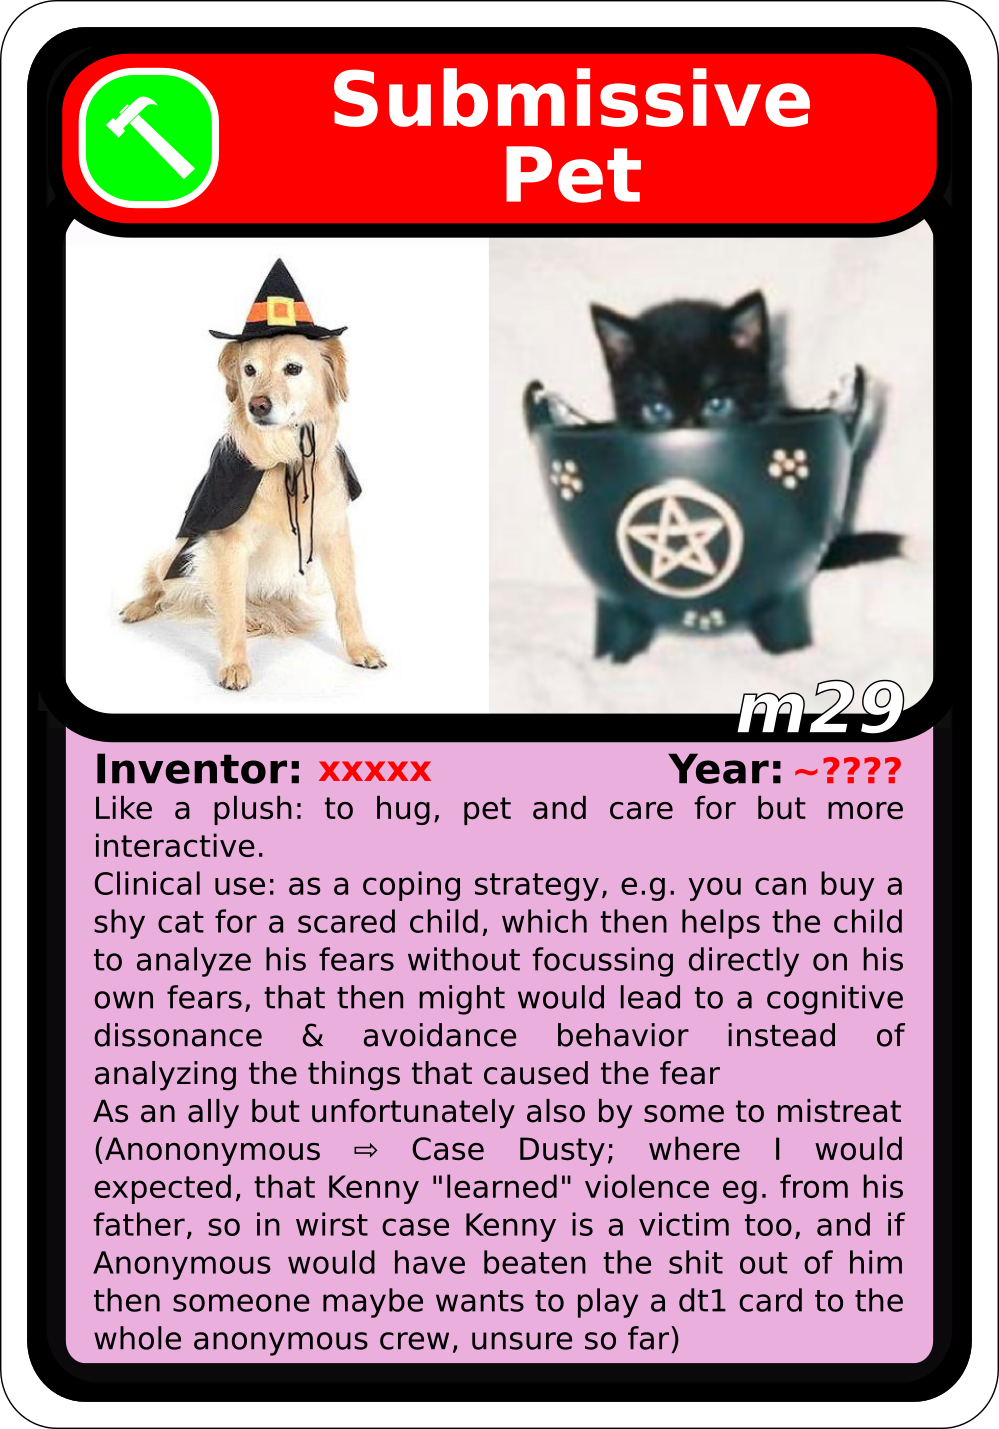 Submissive
Pet
m29
Inventor: xxxxx Year: ~????
Like a plush: to hug, pet and care for but more
interactive.
Clinical use: as a coping strategy, e.g. you can buy a
shy cat for a scared child, which then helps the child
to analyze his fears without focussing directly on his
own fears, that then might would lead to a cognitive
dissonance & avoidance behavior instead of
analyzing the things that caused the fear
As an ally but unfortunately also by some to mistreat
(Anononymous ⇨ Case Dusty; where I would
expected, that Kenny "learned" violence eg. from his
father, so in wirst case Kenny is a victim too, and if
Anonymous would have beaten the shit out of him
then someone maybe wants to play a dt1 card to the
whole anonymous crew, unsure so far)